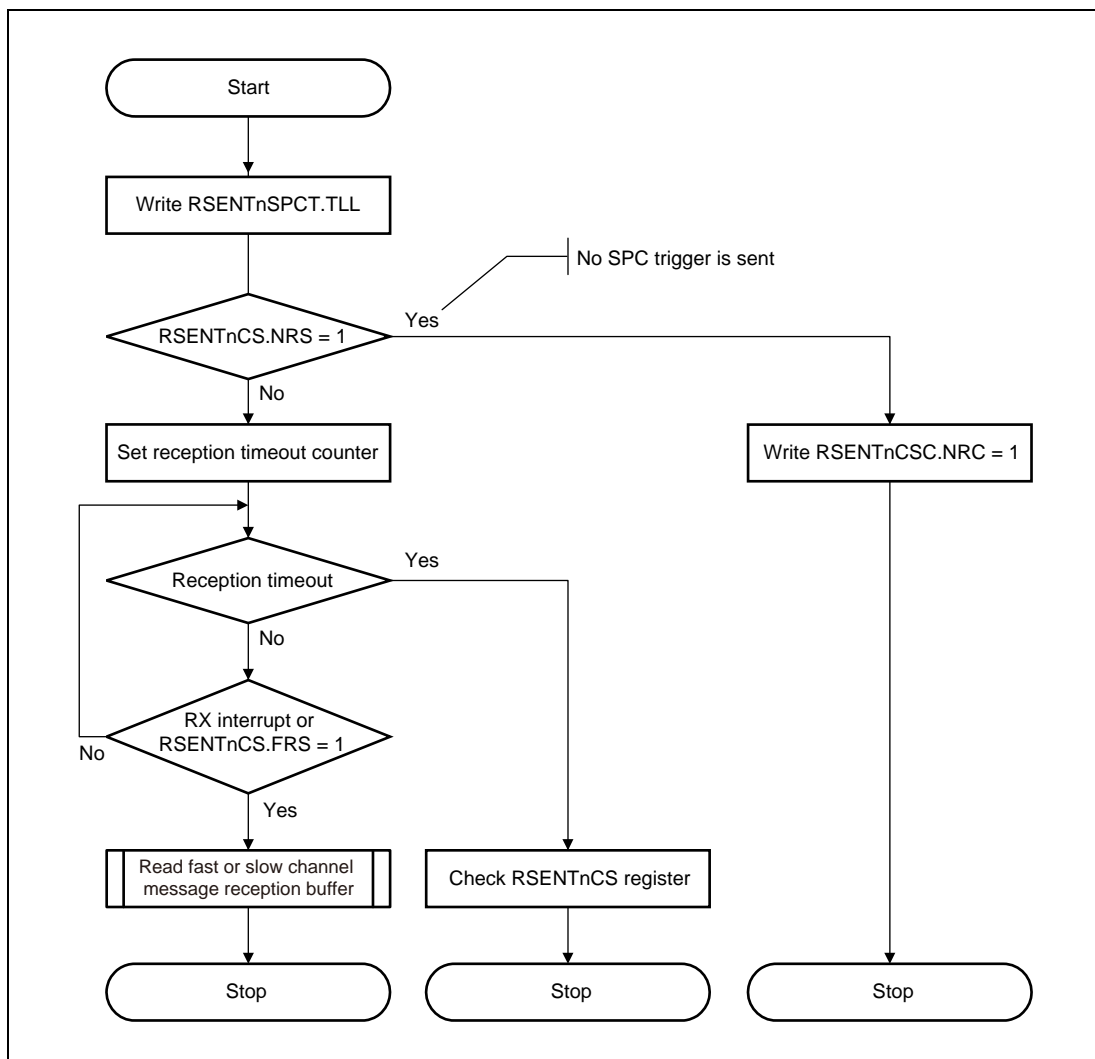 Start
Write RSENTnSPCT.TLL
No SPC trigger is sent
Yes
RSENTnCS.NRS = 1
No
Set reception timeout counter
Write RSENTnCSC.NRC = 1
Yes
Reception timeout
No
RX interrupt or
RSENTnCS.FRS = 1
No
Yes
Read fast or slow channel
message reception buffer
Check RSENTnCS register
Stop
Stop
Stop